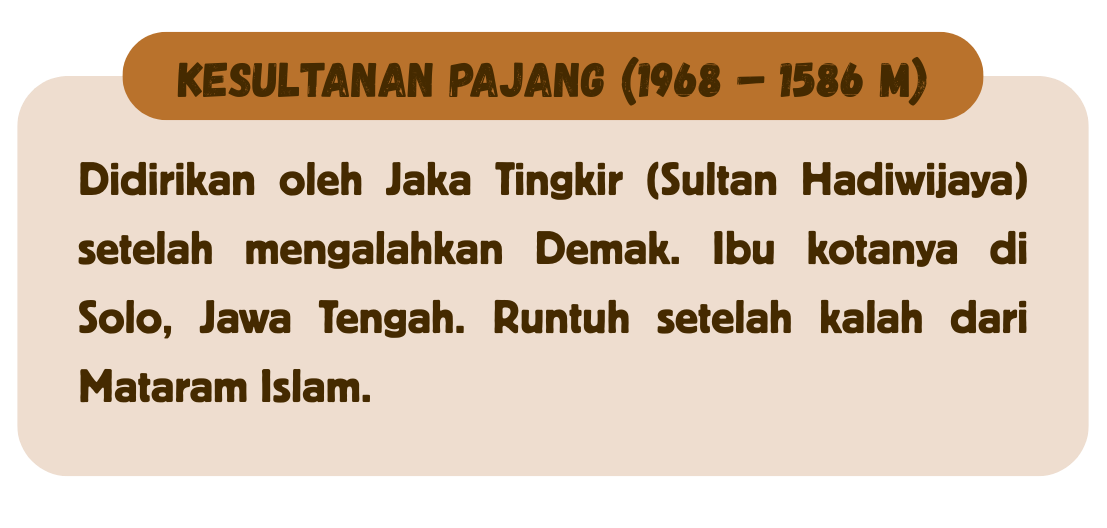 KESULTANAN PAJANG (1968 – 1586 M)
Didirikan oleh Jaka Tingkir (Sultan Hadiwijaya)
setelah mengalahkan Demak. Ibu kotanya di
Solo, Jawa Tengah. Runtuh setelah kalah dari
Mataram Islam.